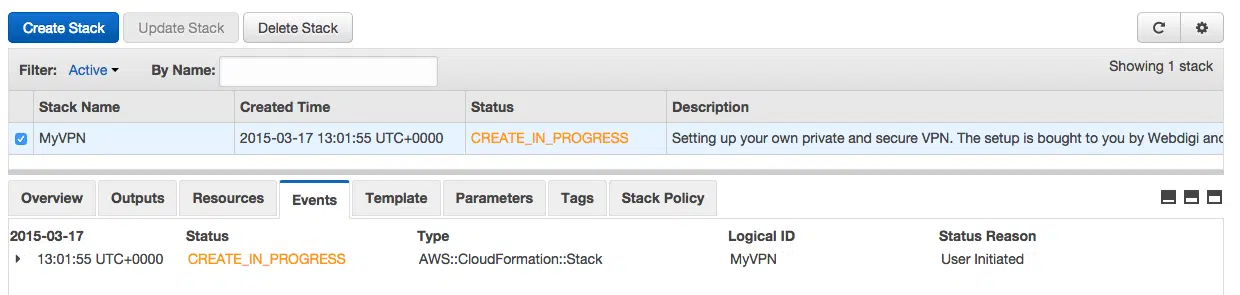 Create Stack Update Stack Delete Stack
Filter: Active By Name: Showing 1 stack
Stack Name Created Time Status Description
MyVPN 2015-03-17 13:01:55 UTC+0000 CREATE_IN_PROGRESS Setting up your own private and secure VPN. The setup is bought to you by Webdigi and
Overview Outputs Resources Events Template Parameters Tags Stack Policy
2015-03-17 Status Type Logical ID Status Reason
13:01:55 UTC+0000 CREATE_IN_PROGRESS AWS::CloudFormation::Stack MyVPN User Initiated